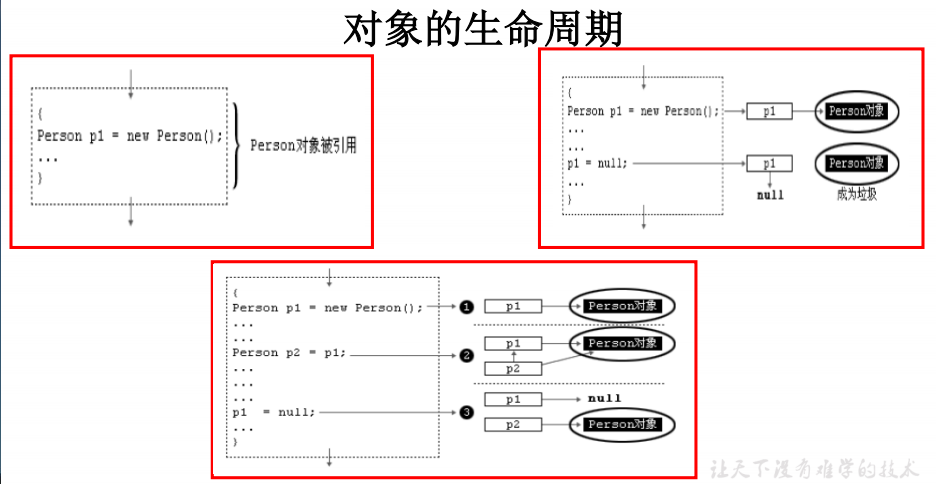 对象的生命周期
{
Person p1 = new Person();
...
}
Person对象被引用
{
Person p1 = new Person();
...
...
p1 = null;
...
}
p1
Person对象
p1
Person对象
null
成为垃圾
{
Person p1 = new Person();
...
...
Person p2 = p1;
...
...
...
p1 = null;
...
}
1
p1
Person对象
2
p1
Person对象
p2
3
p1
null
p2
Person对象
让天下没有难学的技术